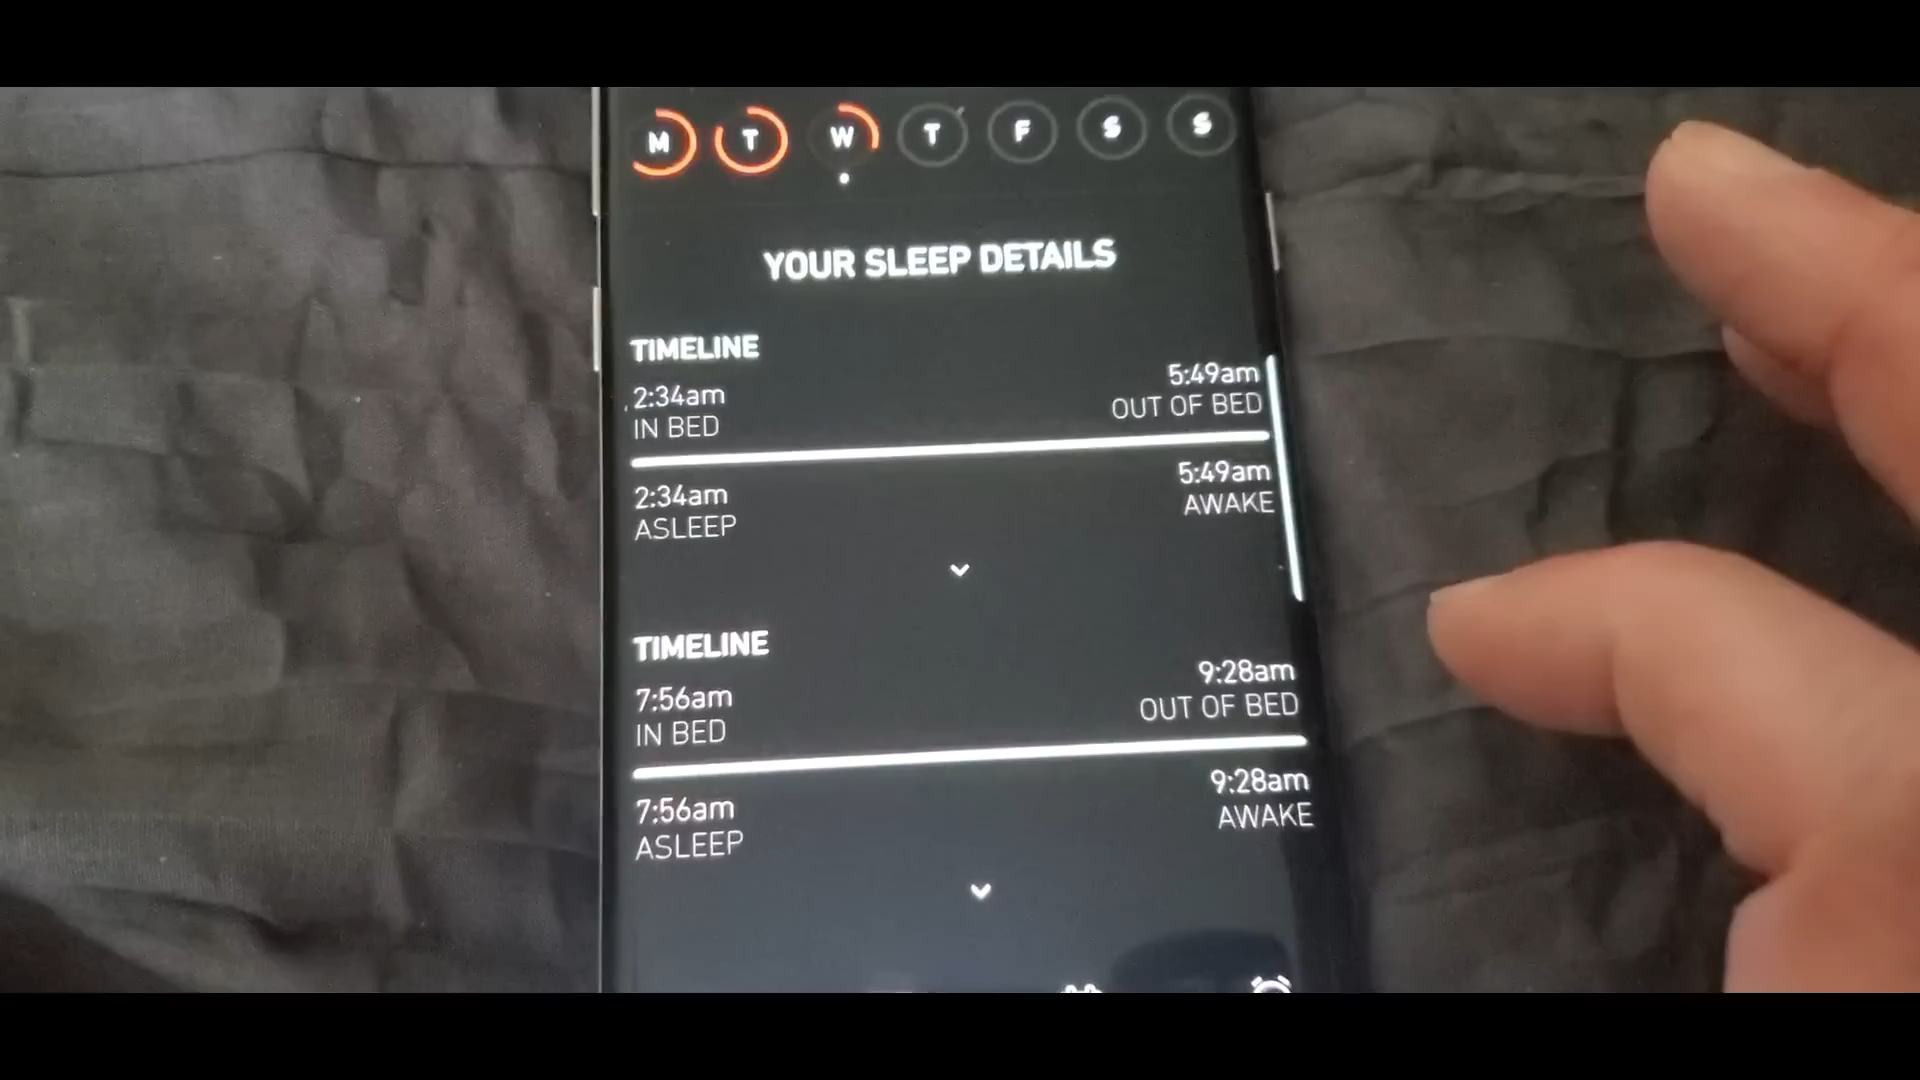 M T W T F S S
YOUR SLEEP DETAILS
TIMELINE
2:34am 5:49am
IN BED OUT OF BED
2:34am 5:49am
ASLEEP AWAKE
TIMELINE
7:56am 9:28am
IN BED OUT OF BED
7:56am 9:28am
ASLEEP AWAKE